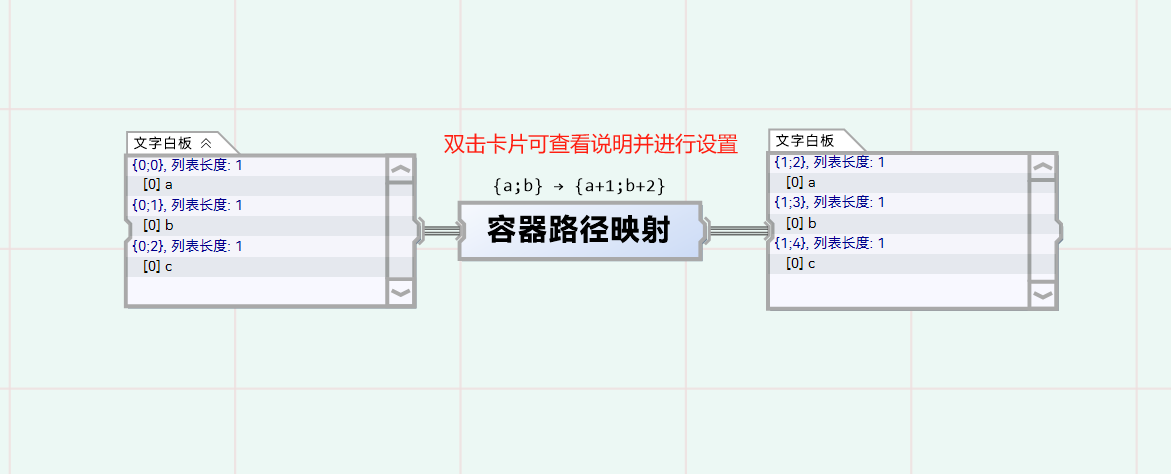 文字白板
{0;0}, 列表长度: 1
[0] a
{0;1}, 列表长度: 1
[0] b
{0;2}, 列表长度: 1
[0] c
双击卡片可查看说明并进行设置
{a;b} → {a+1;b+2}
容器路径映射
文字白板
{1;2}, 列表长度: 1
[0] a
{1;3}, 列表长度: 1
[0] b
{1;4}, 列表长度: 1
[0] c